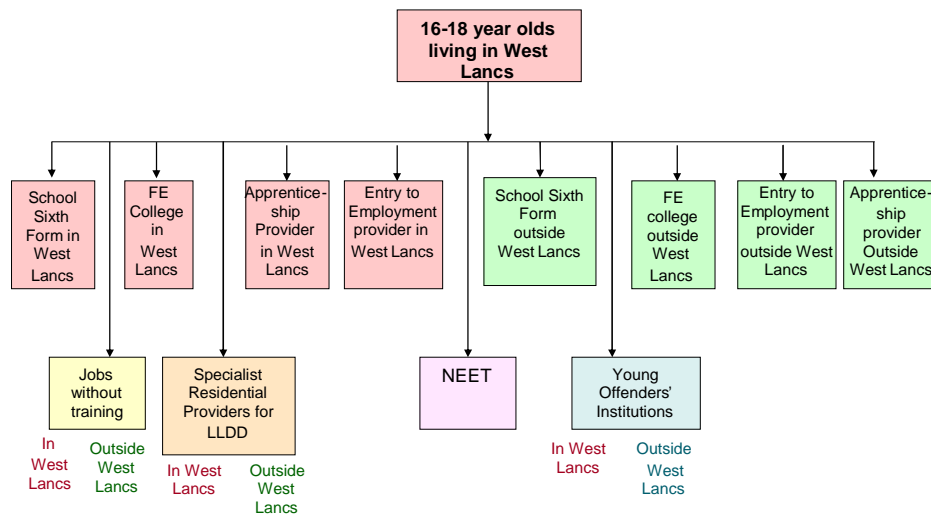 16-18 year olds
living in West
Lancs
School
Sixth
Form in
West
Lancs
FE
College
in
West
Lancs
Apprentice-
ship
Provider
in West
Lancs
Entry to
Employment
provider in
West Lancs
School Sixth
Form
outside
West Lancs
FE
college
outside
West
Lancs
Entry to
Employment
provider
outside West
Lancs
Apprentice-
ship
provider
Outside
West Lancs
Jobs
without
training
Specialist
Residential
Providers for
LLDD
NEET
Young
Offenders'
Institutions
In
West
Lancs
Outside
West
Lancs
In West
Lancs
Outside
West
Lancs
In West
Lancs
Outside
West
Lancs